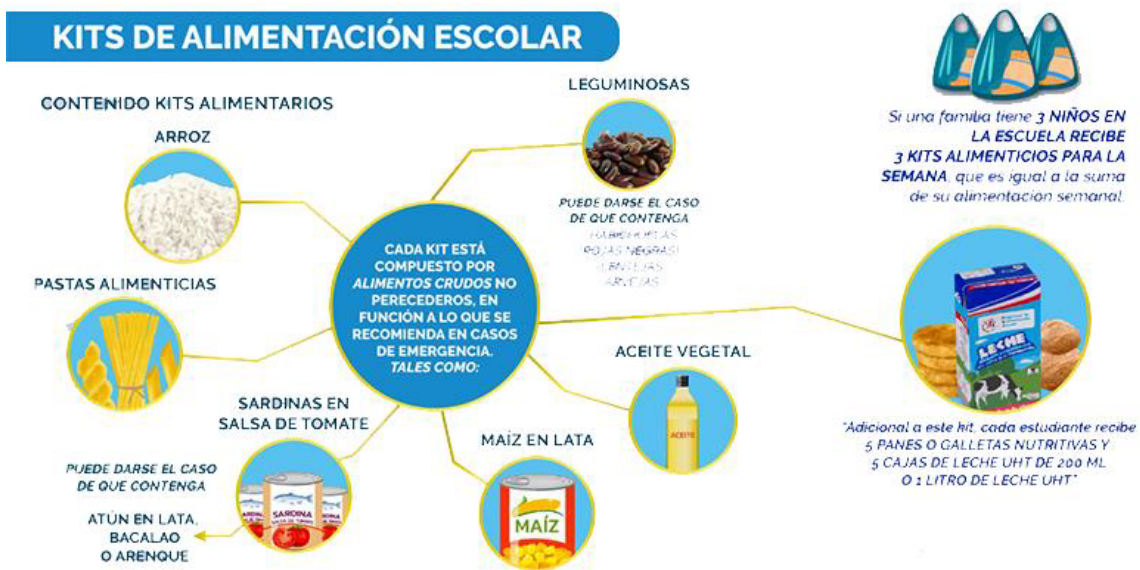 KITS DE ALIMENTACIÓN ESCOLAR
CONTENIDO KITS ALIMENTARIOS
ARROZ
PASTAS ALIMENTICIAS
SARDINAS EN
SALSA DE TOMATE
PUEDE DARSE EL CASO
DE QUE CONTENGA
ATÚN EN LATA,
BACALAO
O ARENQUE
SARDINA
SALSA DE TOMATE
MAÍZ EN LATA
MAÍZ
ACEITE VEGETAL
ACEITE
LEGUMINOSAS
PUEDE DARSE EL CASO
DE QUE CONTENGA
HABICHUELAS
ROJAS NEGRAS
LENTEJAS
ARVEJAS
CADA KIT ESTÁ
COMPUESTO POR
ALIMENTOS CRUDOS NO
PERECEDEROS, EN
FUNCIÓN A LO QUE SE
RECOMIENDA EN CASOS
DE EMERGENCIA.
TALES COMO:
Si una familia tiene 3 NIÑOS EN
LA ESCUELA RECIBE
3 KITS ALIMENTICIOS PARA LA
SEMANA, que es igual a la suma
de su alimentación semanal.
LECHE
"Adicional a este kit, cada estudiante recibe
5 PANES O GALLETAS NUTRITIVAS Y
5 CAJAS DE LECHE UHT DE 200 ML
O 1 LITRO DE LECHE UHT"